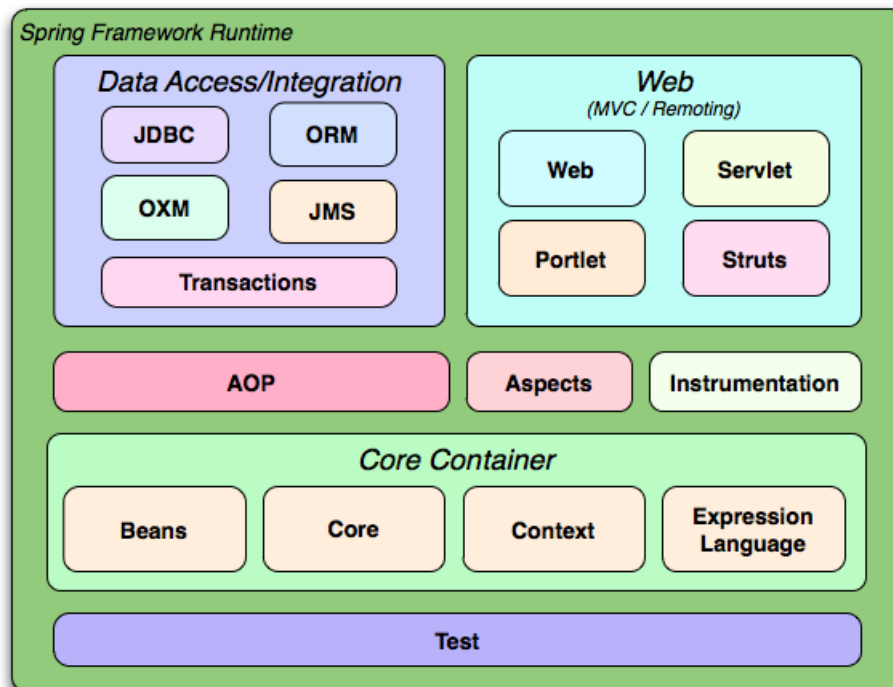 Spring Framework Runtime
Data Access/Integration
JDBC
ORM
OXM
JMS
Transactions
Web
(MVC / Remoting)
Web
Servlet
Portlet
Struts
AOP
Aspects
Instrumentation
Core Container
Beans
Core
Context
Expression
Language
Test